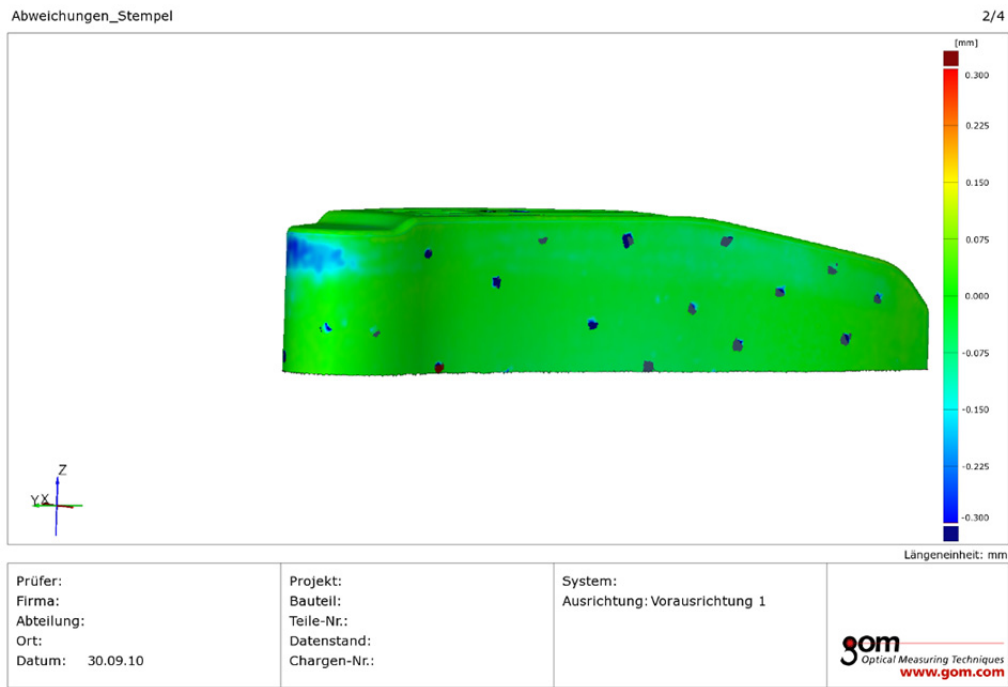 Abweichungen_Stempel
2/4
[mm]
0.300
0.225
0.150
0.075
0.000
-0.075
-0.150
-0.225
-0.300
Z
Y X
Längeneinheit: mm
Prüfer:
Firma:
Abteilung:
Ort:
Datum: 30.09.10
Projekt:
Bauteil:
Teile-Nr.:
Datenstand:
Chargen-Nr.:
System:
Ausrichtung: Vorausrichtung 1
gom
Optical Measuring Techniques
www.gom.com